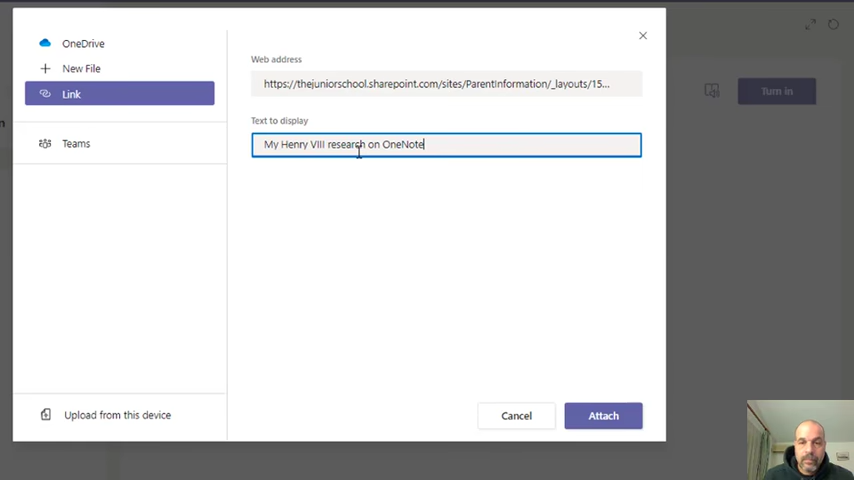 OneDrive
New File
Link
Teams
Upload from this device
Web address
https://thejuniorschool.sharepoint.com/sites/ParentInformation/_layouts/15...
Text to display
My Henry VIII research on OneNote
Cancel
Attach
Turn in